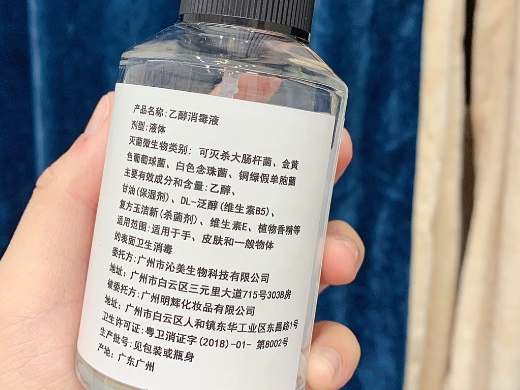 产品名称:乙醇消毒液
剂型:液体
灭菌微生物类别: 可灭杀大肠杆菌、金黄
色葡萄球菌、白色念珠菌、铜绿假单胞菌
主要有效成分和含量:乙醇、
甘油(保湿剂)、DL-泛醇(维生素B5)、
复方玉洁新(杀菌剂)、维生素E、植物香精等
适用范围:适用于手、皮肤和一般物体
的表面卫生消毒
委托方:广州市沁美生物科技有限公司
地址:广州市白云区三元里大道715号303B房
被委托方:广州明辉化妆品有限公司
地址:广州市白云区人和镇东华工业区东昌路1号
卫生许可证:粤卫消证字(2018)-01- 第8002号
生产批号:见包装或瓶身
产地:广东广州